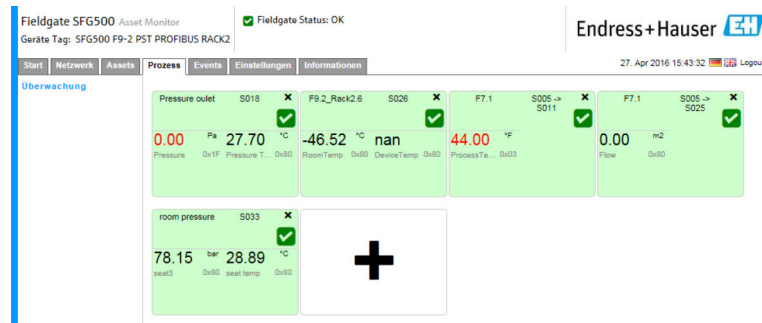 Fieldgate SFG500 Asset Monitor
Fieldgate Status: OK
Geräte Tag: SFG500 F9-2 PST PROFIBUS RACK2
Endress+Hauser EH
Start Netzwerk Assets Prozess Events Einstellungen Informationen
27. Apr 2016 15:43:32 Logou
Überwachung
Pressure oulet S018
0.00 Pa 27.70 °C
Pressure 0x1F Pressure T... 0x80
F9.2_Rack2.6 S026
-46.52 °C nan
RoomTemp 0x80 DeviceTemp 0x80
F7.1 S005 ->
S011
44.00 °F
ProcessTe... 0x03
F7.1 S005 ->
S025
0.00 m2
Flow 0x80
room pressure S033
78.15 bar 28.89 °C
seat3 0x80 seat temp 0x80